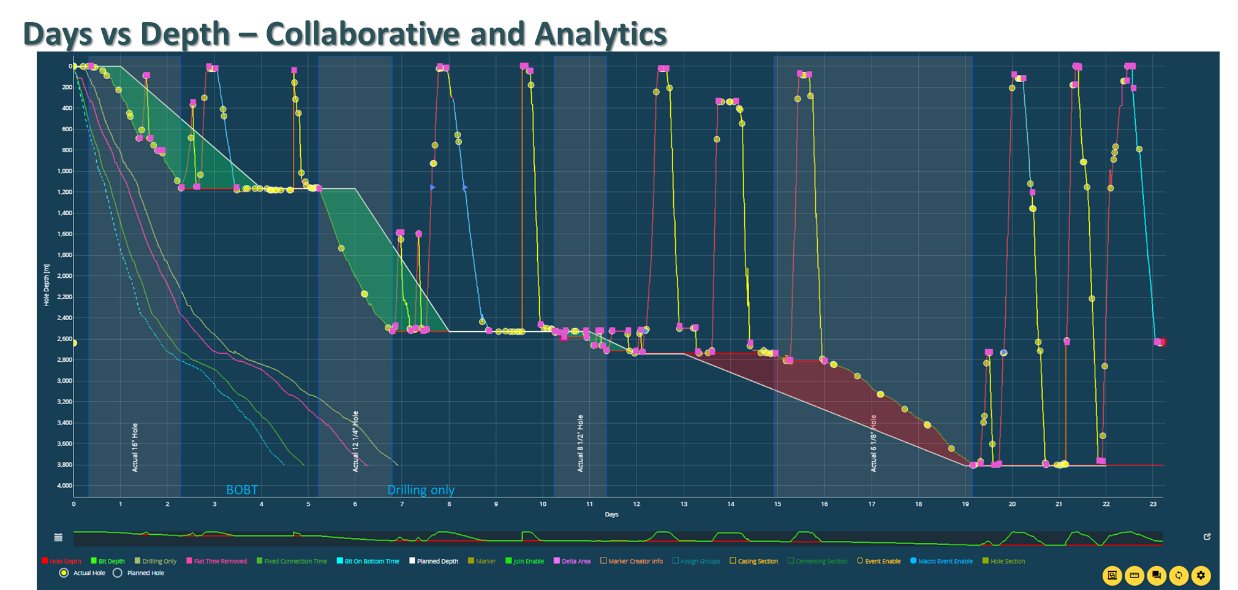 Days vs Depth – Collaborative and Analytics
0
200
400
600
800
1,000
1,200
1,400
1,600
1,800
2,000
2,200
2,400
2,600
2,800
3,000
3,200
3,400
3,600
3,800
4,000
Hole Depth [m]
Actual 16" Hole
Actual 12 1/4" Hole
Actual 8 1/2" Hole
Actual 6 1/8" Hole
BOBT
Drilling only
0 1 2 3 4 5 6 7 8 9 10 11 12 13 14 15 16 17 18 19 20 21 22 23
Days
Hole Depth Bit Depth Drilling Only Flat Time Removed Fixed Connection Time Bit On Bottom Time Planned Depth Marker Join Enable Delta Area Marker Creator Info Assign Groups Casing Section Cementing Section Event Enable Macro Event Enable Hole Section
Actual Hole Planned Hole